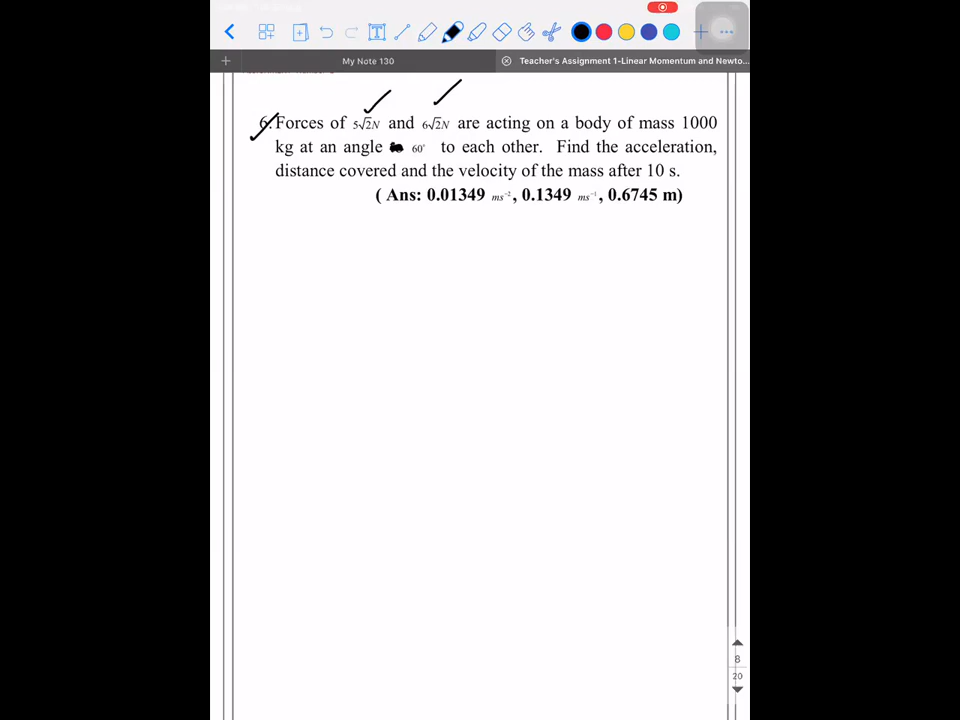 My Note 130
Teacher's Assignment 1-Linear Momentum and Newto...
6. Forces of 5√2N and 6√2N are acting on a body of mass 1000
kg at an angle 60° to each other. Find the acceleration,
distance covered and the velocity of the mass after 10 s.
( Ans: 0.01349 ms⁻², 0.1349 ms⁻¹, 0.6745 m)
8
20